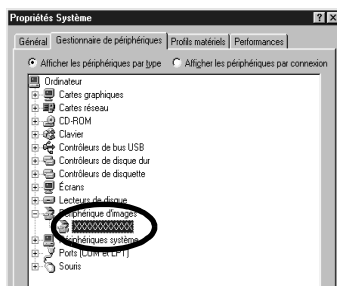 Propriétés Système
Général Gestionnaire de périphériques Profils matériels Performances
Afficher les périphériques par type Afficher les périphériques par connexion
Ordinateur
Cartes graphiques
Cartes réseau
CD-ROM
Clavier
Contrôleurs de bus USB
Contrôleurs de disque dur
Contrôleurs de disquette
Écrans
Lecteurs de disque
Périphérique d'images
XXXXXXXXXXX
Périphériques système
Ports (COM et LPT)
Souris